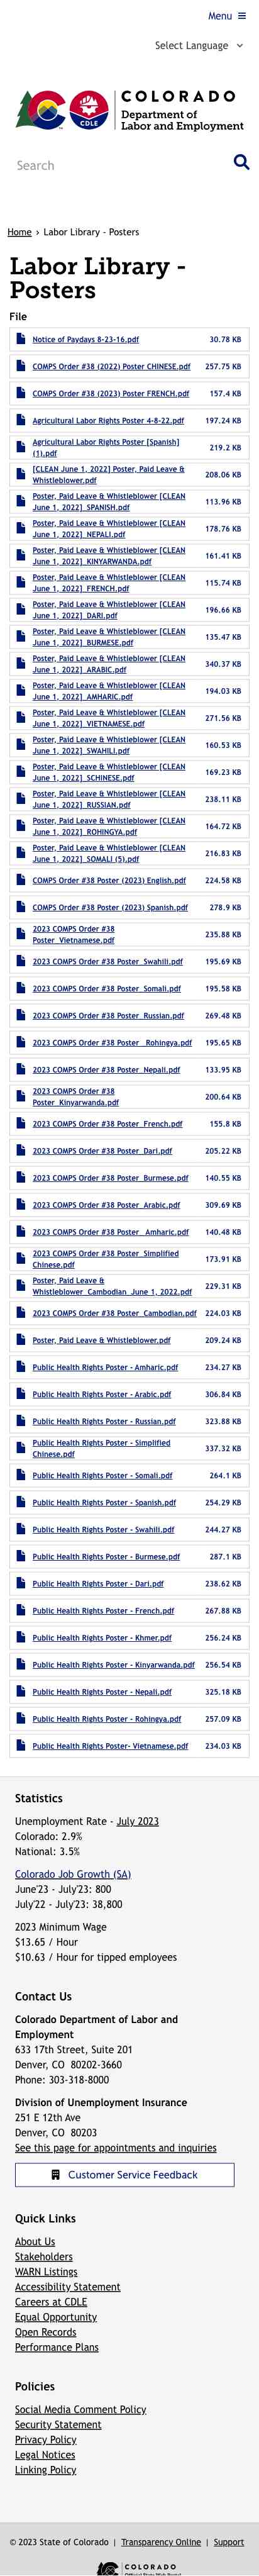 Menu
Select Language
CO
CDLE
COLORADO
Department of
Labor and Employment
Search
Home › Labor Library - Posters
Labor Library -
Posters
File
Notice of Paydays 8-23-16.pdf 30.78 KB
COMPS Order #38 (2022) Poster CHINESE.pdf 257.75 KB
COMPS Order #38 (2023) Poster FRENCH.pdf 157.4 KB
Agricultural Labor Rights Poster 4-8-22.pdf 197.24 KB
Agricultural Labor Rights Poster [Spanish]
(1).pdf 219.2 KB
[CLEAN June 1, 2022] Poster, Paid Leave &
Whistleblower.pdf 208.06 KB
Poster, Paid Leave & Whistleblower [CLEAN
June 1, 2022]_SPANISH.pdf 113.96 KB
Poster, Paid Leave & Whistleblower [CLEAN
June 1, 2022]_NEPALI.pdf 178.76 KB
Poster, Paid Leave & Whistleblower [CLEAN
June 1, 2022]_KINYARWANDA.pdf 161.41 KB
Poster, Paid Leave & Whistleblower [CLEAN
June 1, 2022]_FRENCH.pdf 115.74 KB
Poster, Paid Leave & Whistleblower [CLEAN
June 1, 2022]_DARI.pdf 196.66 KB
Poster, Paid Leave & Whistleblower [CLEAN
June 1, 2022]_BURMESE.pdf 135.47 KB
Poster, Paid Leave & Whistleblower [CLEAN
June 1, 2022]_ARABIC.pdf 340.37 KB
Poster, Paid Leave & Whistleblower [CLEAN
June 1, 2022]_AMHARIC.pdf 194.03 KB
Poster, Paid Leave & Whistleblower [CLEAN
June 1, 2022]_VIETNAMESE.pdf 271.56 KB
Poster, Paid Leave & Whistleblower [CLEAN
June 1, 2022]_SWAHILI.pdf 160.53 KB
Poster, Paid Leave & Whistleblower [CLEAN
June 1, 2022]_SCHINESE.pdf 169.23 KB
Poster, Paid Leave & Whistleblower [CLEAN
June 1, 2022]_RUSSIAN.pdf 238.11 KB
Poster, Paid Leave & Whistleblower [CLEAN
June 1, 2022]_ROHINGYA.pdf 164.72 KB
Poster, Paid Leave & Whistleblower [CLEAN
June 1, 2022]_SOMALI (5).pdf 216.83 KB
COMPS Order #38 Poster (2023) English.pdf 224.58 KB
COMPS Order #38 Poster (2023) Spanish.pdf 278.9 KB
2023 COMPS Order #38
Poster_Vietnamese.pdf 235.88 KB
2023 COMPS Order #38 Poster_Swahili.pdf 195.69 KB
2023 COMPS Order #38 Poster_Somali.pdf 195.58 KB
2023 COMPS Order #38 Poster_Russian.pdf 269.48 KB
2023 COMPS Order #38 Poster_ Rohingya.pdf 195.65 KB
2023 COMPS Order #38 Poster_Nepali.pdf 133.95 KB
2023 COMPS Order #38
Poster_Kinyarwanda.pdf 200.64 KB
2023 COMPS Order #38 Poster_French.pdf 155.8 KB
2023 COMPS Order #38 Poster_Dari.pdf 205.22 KB
2023 COMPS Order #38 Poster_Burmese.pdf 140.55 KB
2023 COMPS Order #38 Poster_Arabic.pdf 309.69 KB
2023 COMPS Order #38 Poster_ Amharic.pdf 140.48 KB
2023 COMPS Order #38 Poster_Simplified
Chinese.pdf 173.91 KB
Poster, Paid Leave &
Whistleblower_Cambodian_June 1, 2022.pdf 229.31 KB
2023 COMPS Order #38 Poster_Cambodian.pdf 224.03 KB
Poster, Paid Leave & Whistleblower.pdf 209.24 KB
Public Health Rights Poster - Amharic.pdf 234.27 KB
Public Health Rights Poster - Arabic.pdf 306.84 KB
Public Health Rights Poster - Russian.pdf 323.88 KB
Public Health Rights Poster - Simplified
Chinese.pdf 337.32 KB
Public Health Rights Poster - Somali.pdf 264.1 KB
Public Health Rights Poster - Spanish.pdf 254.29 KB
Public Health Rights Poster - Swahili.pdf 244.27 KB
Public Health Rights Poster - Burmese.pdf 287.1 KB
Public Health Rights Poster - Dari.pdf 238.62 KB
Public Health Rights Poster - French.pdf 267.88 KB
Public Health Rights Poster - Khmer.pdf 256.24 KB
Public Health Rights Poster - Kinyarwanda.pdf 256.54 KB
Public Health Rights Poster - Nepali.pdf 325.18 KB
Public Health Rights Poster - Rohingya.pdf 257.09 KB
Public Health Rights Poster- Vietnamese.pdf 234.03 KB
Statistics
Unemployment Rate - July 2023
Colorado: 2.9%
National: 3.5%
Colorado Job Growth (SA)
June'23 - July'23: 800
July'22 - July'23: 38,800
2023 Minimum Wage
$13.65 / Hour
$10.63 / Hour for tipped employees
Contact Us
Colorado Department of Labor and
Employment
633 17th Street, Suite 201
Denver, CO 80202-3660
Phone: 303-318-8000
Division of Unemployment Insurance
251 E 12th Ave
Denver, CO 80203
See this page for appointments and inquiries
Customer Service Feedback
Quick Links
About Us
Stakeholders
WARN Listings
Accessibility Statement
Careers at CDLE
Equal Opportunity
Open Records
Performance Plans
Policies
Social Media Comment Policy
Security Statement
Privacy Policy
Legal Notices
Linking Policy
© 2023 State of Colorado | Transparency Online | Support
COLORADO
Official State Web Portal